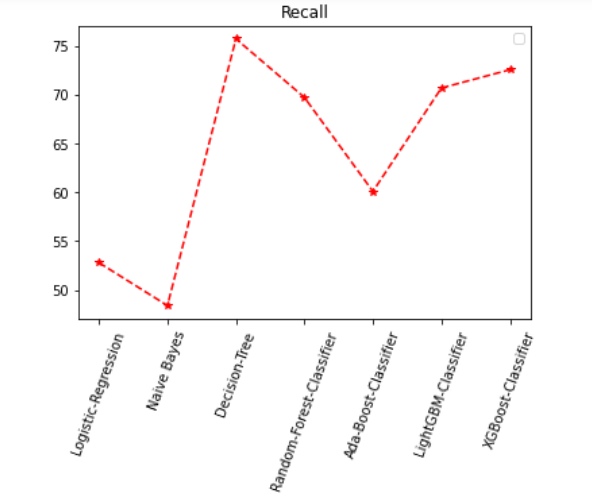 Recall
75
70
65
60
55
50
Logistic-Regression
Naive Bayes
Decision-Tree
Random-Forest-Classifier
Ada-Boost-Classifier
LightGBM-Classifier
XGBoost-Classifier